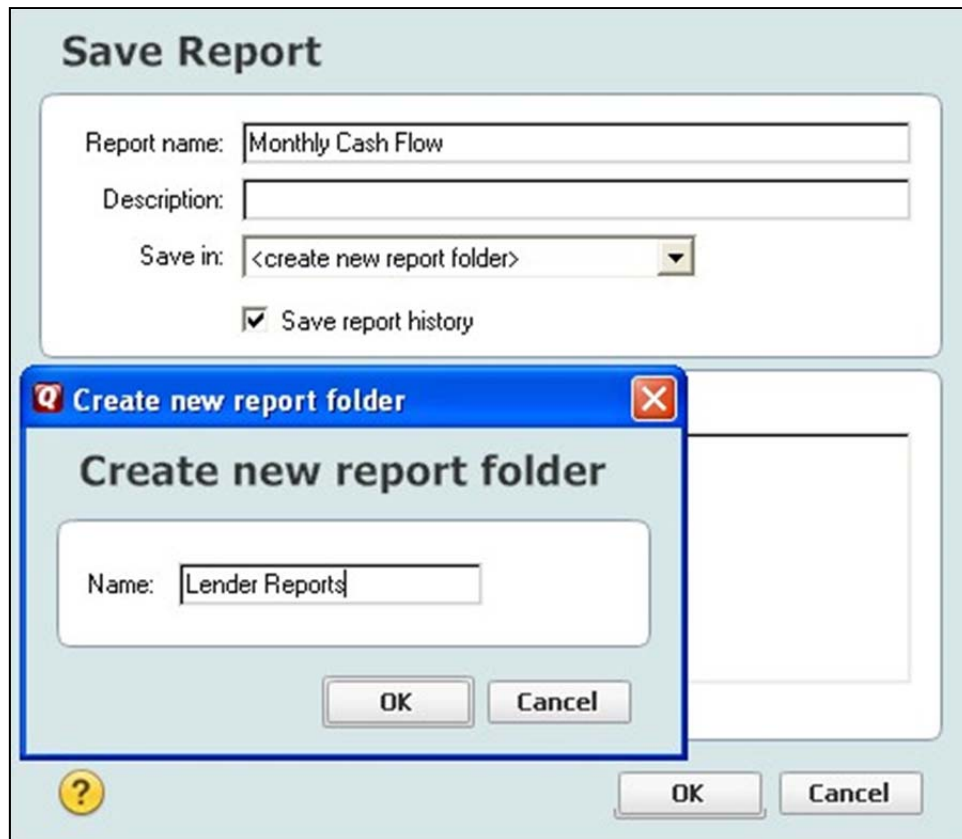 Save Report
Report name: Monthly Cash Flow
Description:
Save in: <create new report folder>
Save report history
Q Create new report folder
Create new report folder
Name: Lender Reports
OK Cancel
? OK Cancel